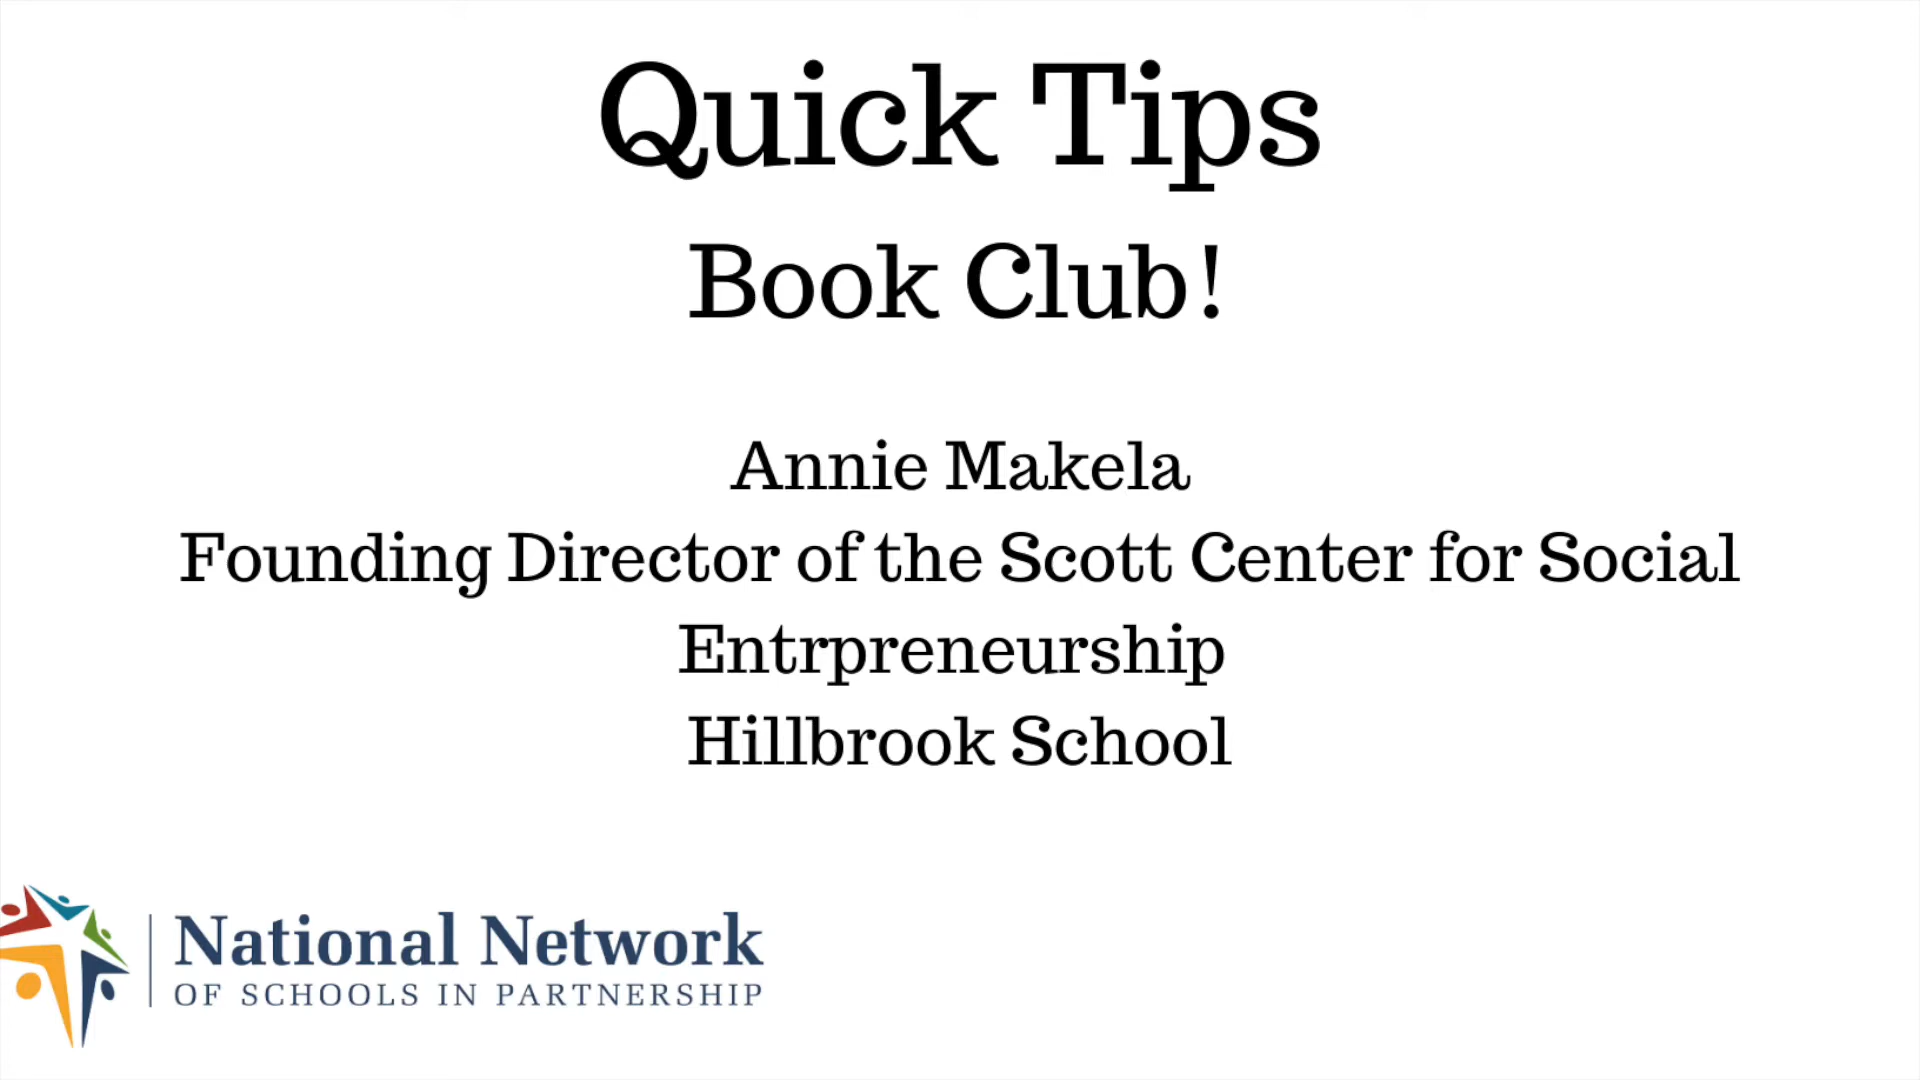 Quick Tips
Book Club!
Annie Makela
Founding Director of the Scott Center for Social
Entrpreneurship
Hillbrook School
National Network
OF SCHOOLS IN PARTNERSHIP